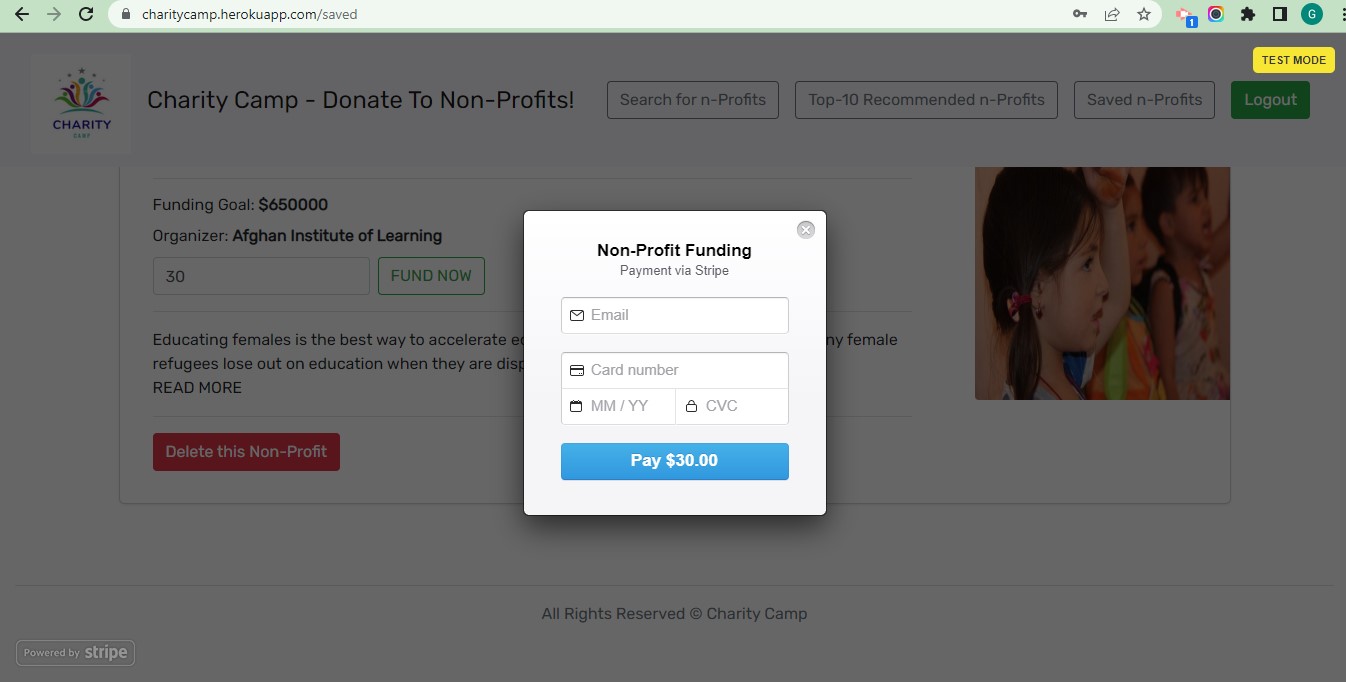 charitycamp.herokuapp.com/saved
1
G
TEST MODE
CHARITY
CAMP
Charity Camp - Donate To Non-Profits!
Search for n-Profits
Top-10 Recommended n-Profits
Saved n-Profits
Logout
Funding Goal: $650000
Organizer: Afghan Institute of Learning
30
FUND NOW
Educating females is the best way to accelerate
ny female
refugees lose out on education when they are
READ MORE
Delete this Non-Profit
Non-Profit Funding
Payment via Stripe
Email
Card number
MM / YY
CVC
Pay $30.00
All Rights Reserved © Charity Camp
Powered by stripe